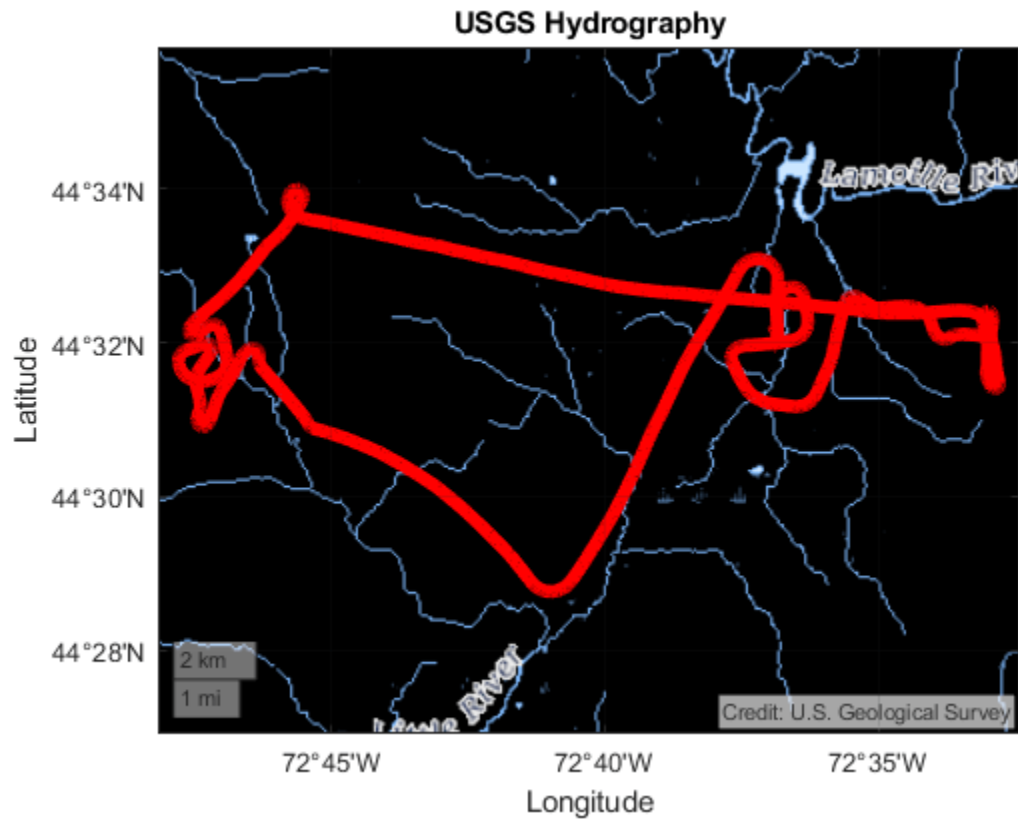 USGS Hydrography
Lamoille
44°34'N
44°32'N
44°30'N
44°28'N
Latitude
River
2 km
1 mi
Credit: U.S. Geological Survey
72°45'W
72°40'W
72°35'W
Longitude